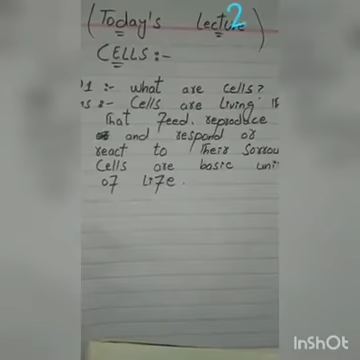 (Today's Lecture 2)
CELLS:-
Q1:- What are cells?
Ans:- Cells are Living
That Feed, reproduce
and respond or
react to Their
Cells are basic
of Life.
InShOt